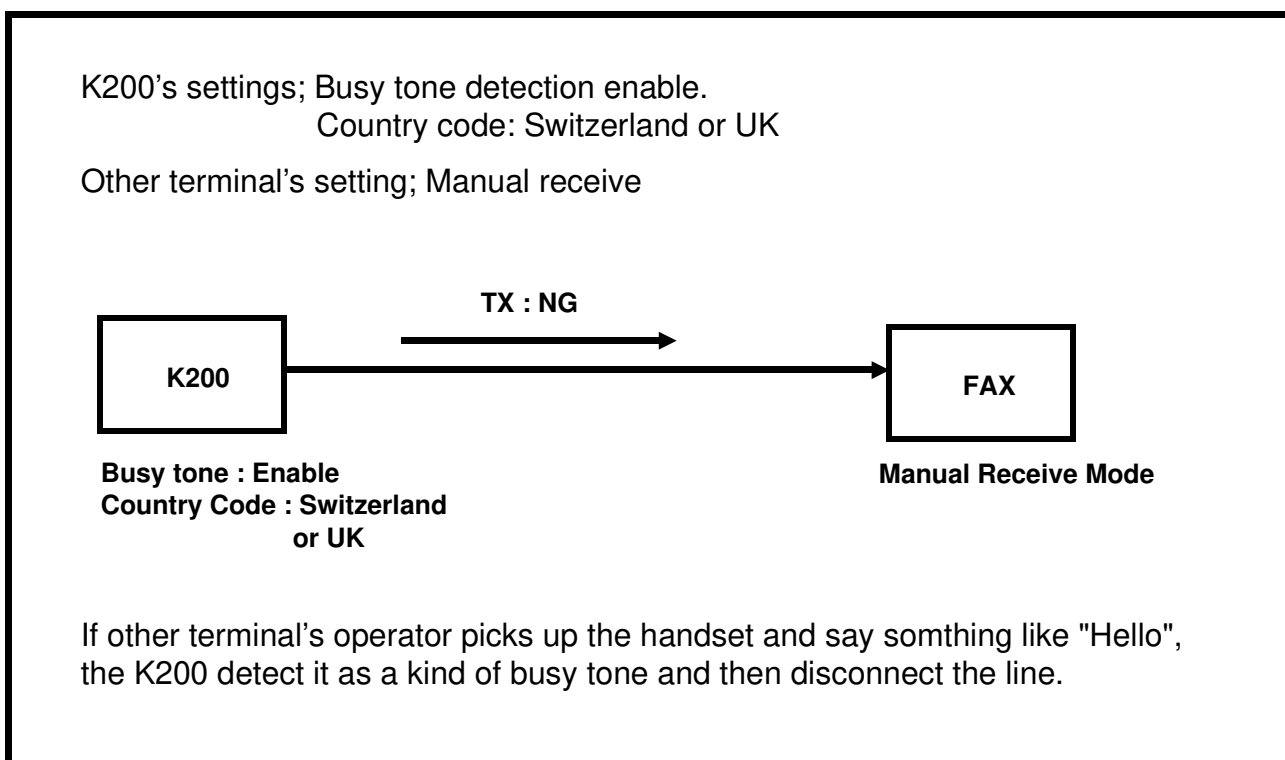 K200's settings; Busy tone detection enable.
Country code: Switzerland or UK
Other terminal's setting; Manual receive
TX : NG
K200
FAX
Busy tone : Enable
Country Code : Switzerland
or UK
Manual Receive Mode
If other terminal's operator picks up the handset and say somthing like "Hello",
the K200 detect it as a kind of busy tone and then disconnect the line.